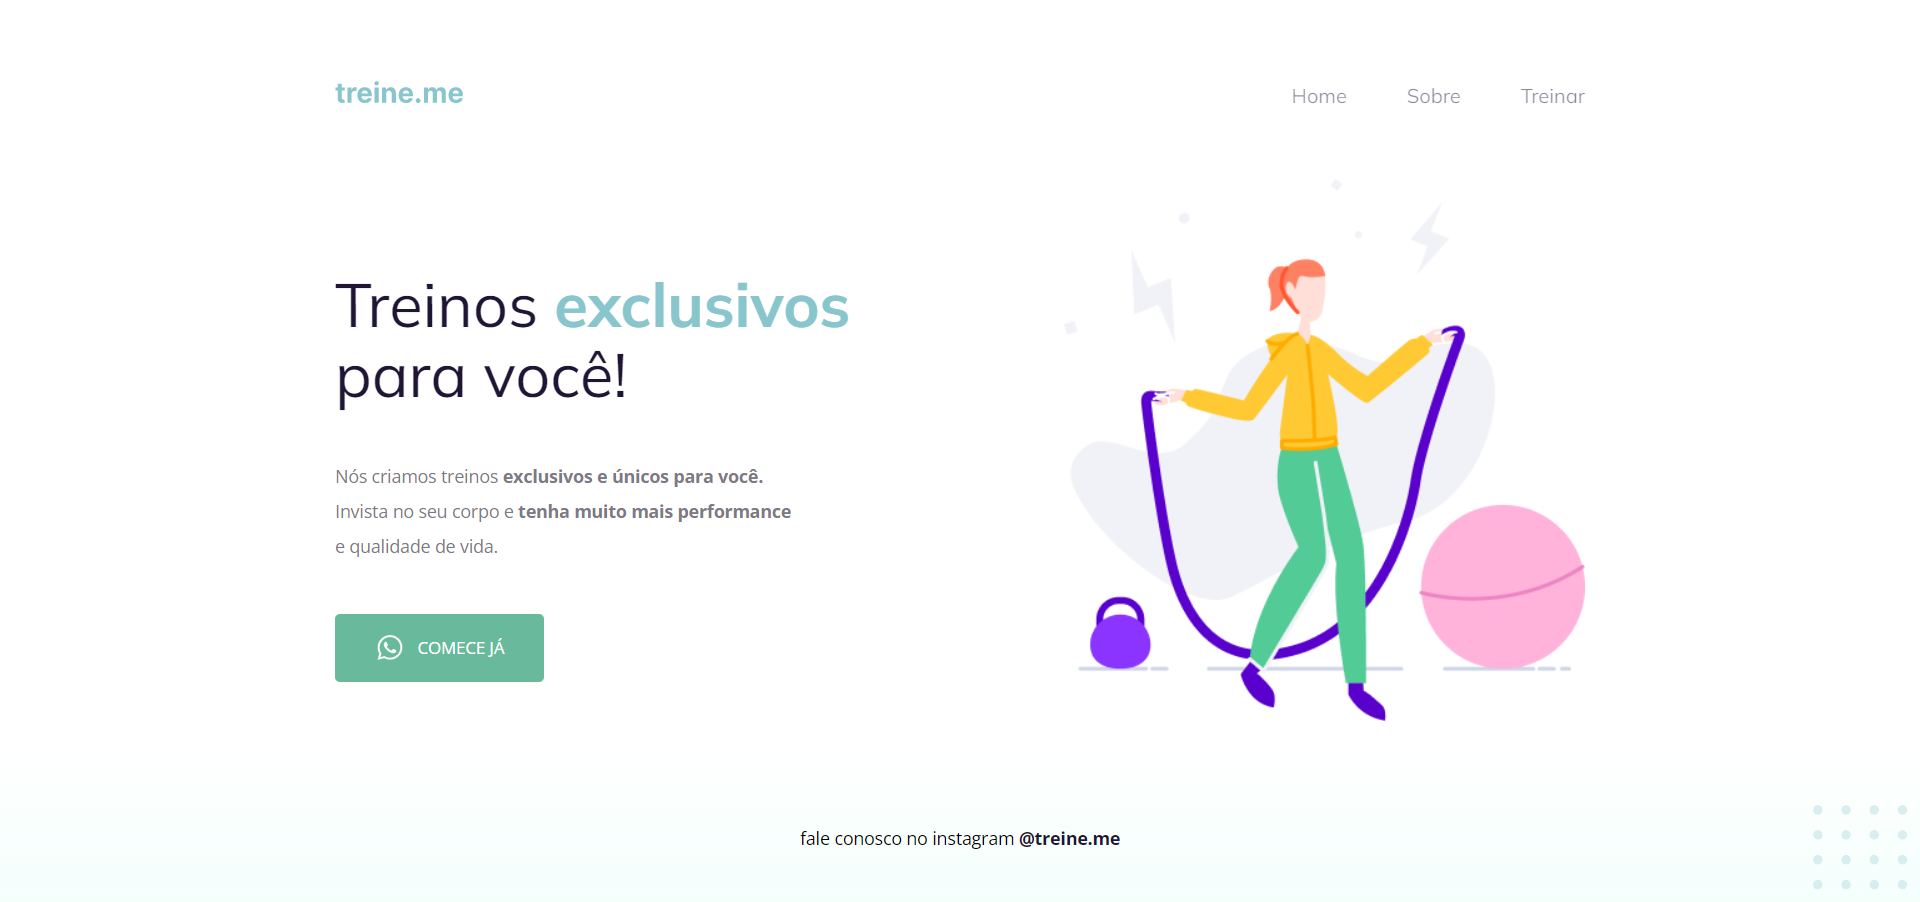 treine.me
Home
Sobre
Treinar
Treinos exclusivos
para você!
Nós criamos treinos exclusivos e únicos para você.
Invista no seu corpo e tenha muito mais performance
e qualidade de vida.
COMECE JÁ
fale conosco no instagram @treine.me